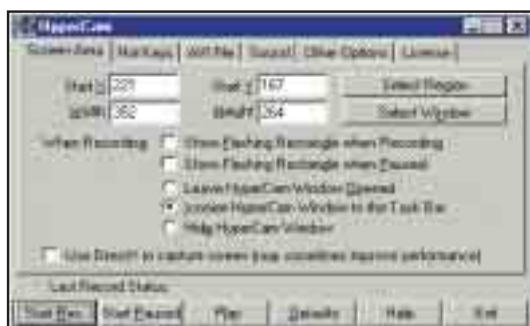 HyperCam
Screen Area Hot Keys AVI File Sound Other Options License
Start X 221 Start Y 167 Select Region
Width 352 Height 264 Select Window
When Recording Show Flashing Rectangle when Recording
Show Flashing Rectangle when Paused
Leave HyperCam Window Opened
Iconize HyperCam Window to the Task Bar
Hide HyperCam Window
Use DirectX to capture screen (may sometimes improve performance)
Last Record Status:
Start Rec. Start Paused Play Defaults Help Exit